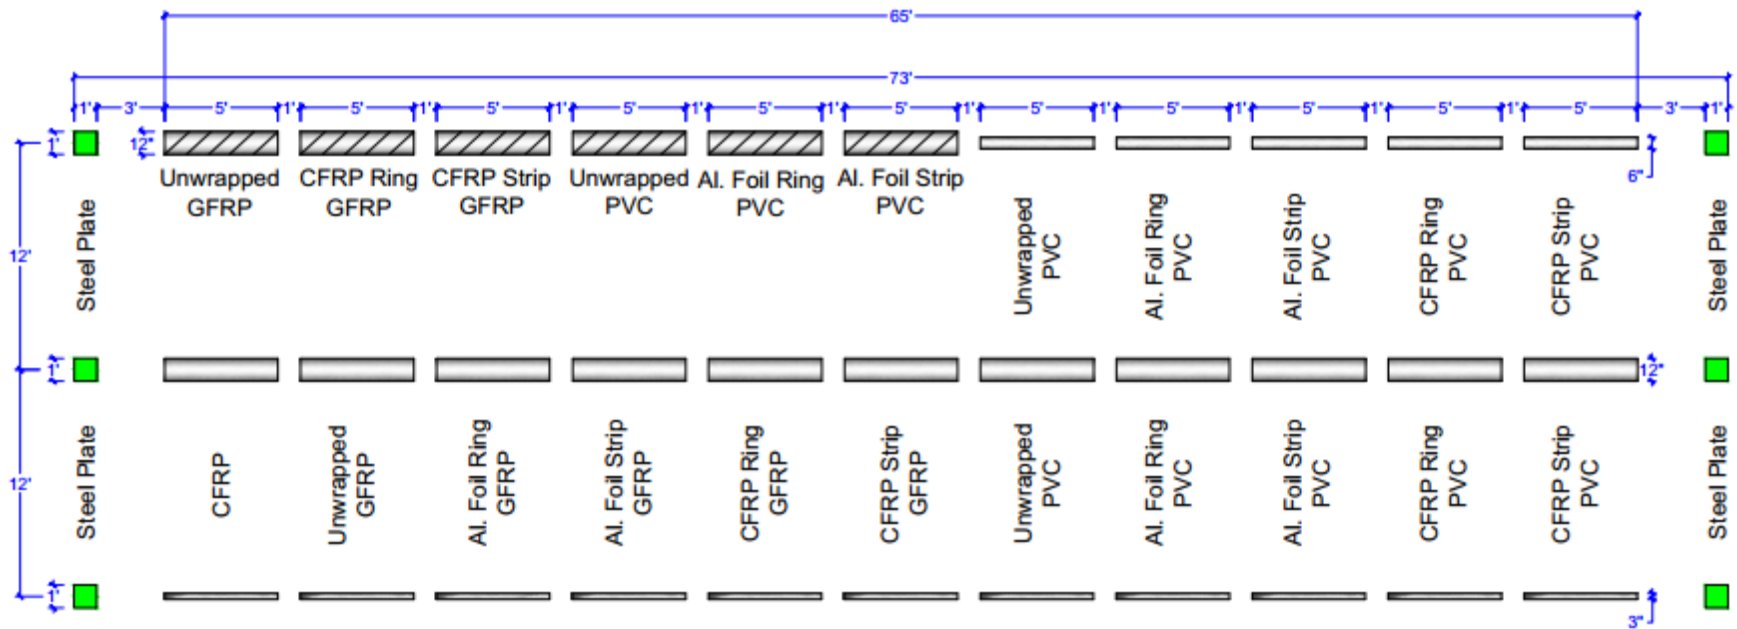 65'
73'
1' 3' 5' 1' 5' 1' 5' 1' 5' 1' 5' 1' 5' 1' 5' 1' 5' 1' 5' 1' 5' 1' 5' 3' 1'
1' 12"
6"
Unwrapped
GFRP
CFRP Ring
GFRP
CFRP Strip
GFRP
Unwrapped
PVC
Al. Foil Ring
PVC
Al. Foil Strip
PVC
Steel Plate
Unwrapped
PVC
Al. Foil Ring
PVC
Al. Foil Strip
PVC
CFRP Ring
PVC
CFRP Strip
PVC
Steel Plate
12'
1'
12"
Steel Plate
CFRP
Unwrapped
GFRP
Al. Foil Ring
GFRP
Al. Foil Strip
GFRP
CFRP Ring
GFRP
CFRP Strip
GFRP
Unwrapped
PVC
Al. Foil Ring
PVC
Al. Foil Strip
PVC
CFRP Ring
PVC
CFRP Strip
PVC
Steel Plate
12'
1'
3"